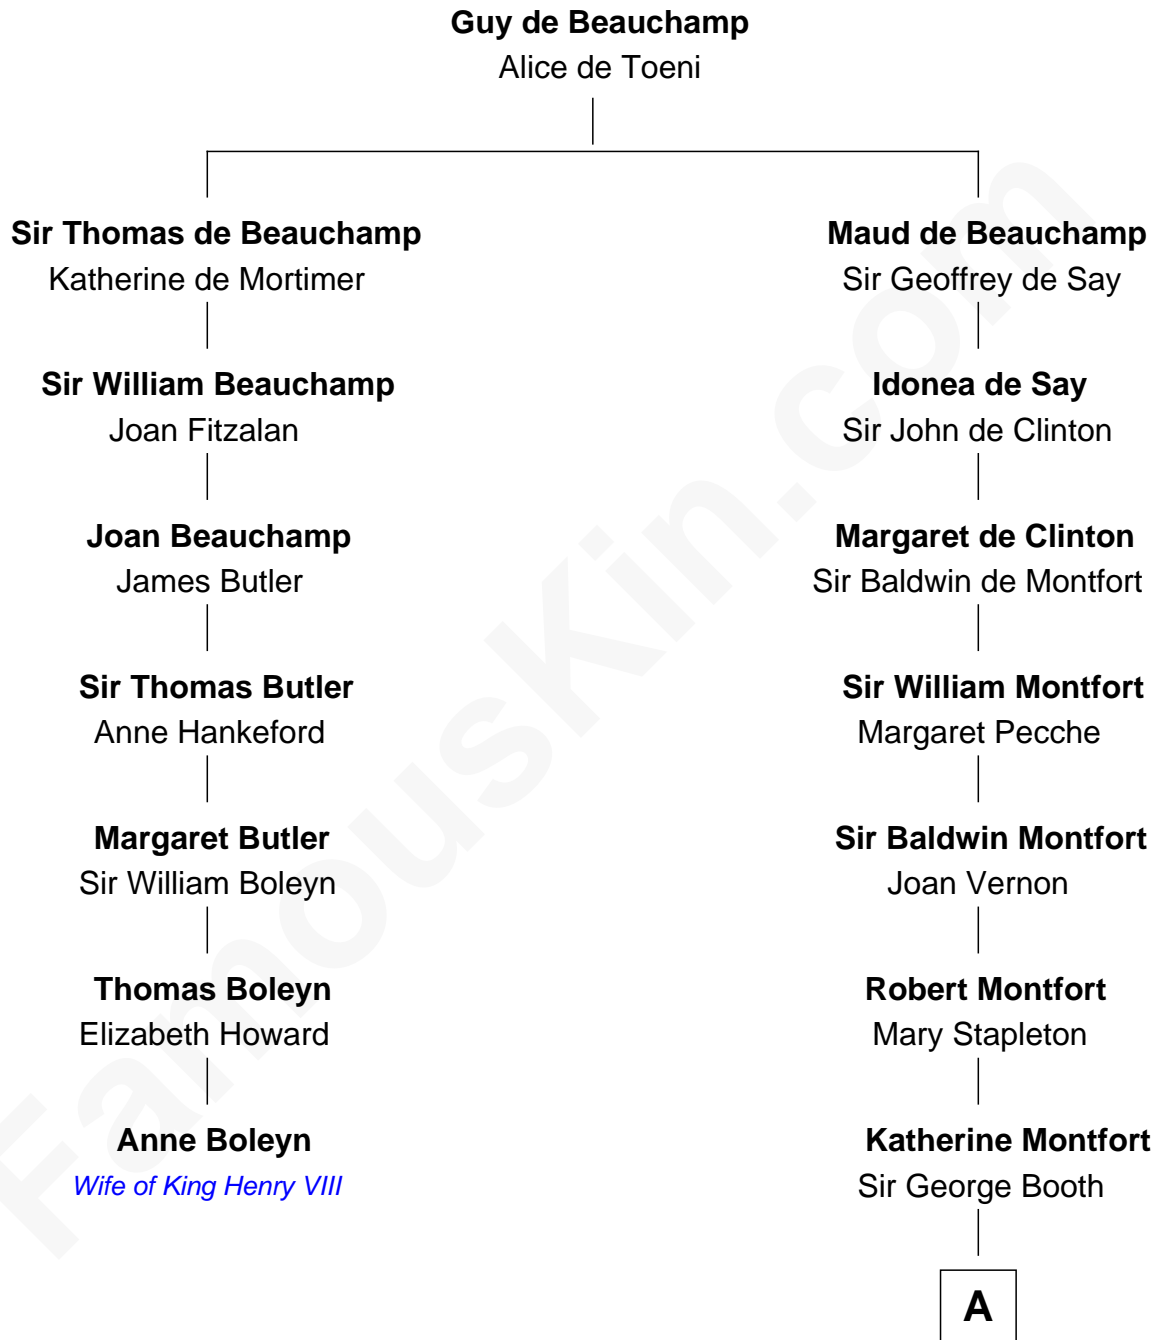 Guy de Beauchamp
Alice de Toeni
Sir Thomas de Beauchamp
Katherine de Mortimer
Sir William Beauchamp
Joan Fitzalan
Joan Beauchamp
James Butler
Sir Thomas Butler
Anne Hankeford
Margaret Butler
Sir William Boleyn
Thomas Boleyn
Elizabeth Howard
Anne Boleyn
Wife of King Henry VIII
Maud de Beauchamp
Sir Geoffrey de Say
Idonea de Say
Sir John de Clinton
Margaret de Clinton
Sir Baldwin de Montfort
Sir William Montfort
Margaret Pecche
Sir Baldwin Montfort
Joan Vernon
Robert Montfort
Mary Stapleton
Katherine Montfort
Sir George Booth
A
FamousKin.com